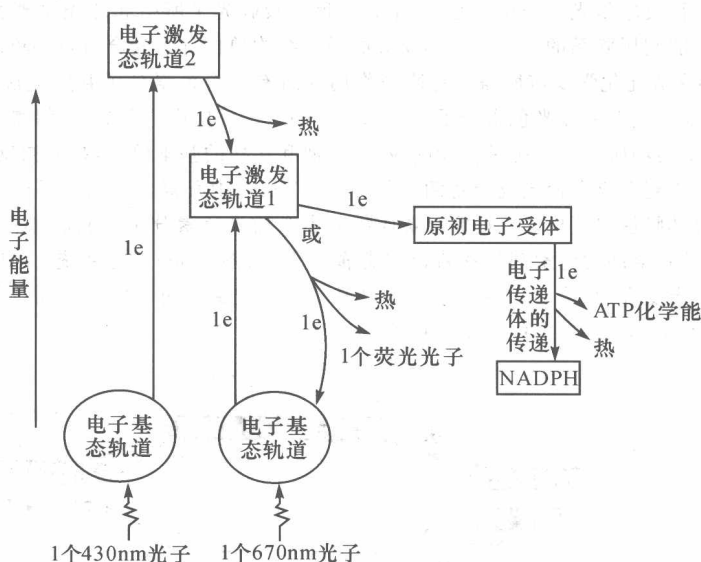 电子激发
态轨道2
1e
热
电子激发
态轨道1
1e
原初电子受体
或
电子能量
1e
1e
1e
热
1个荧光光子
电子
传递
体的
传递
1e
ATP化学能
热
NADPH
电子基
态轨道
电子基
态轨道
1个430nm光子
1个670nm光子